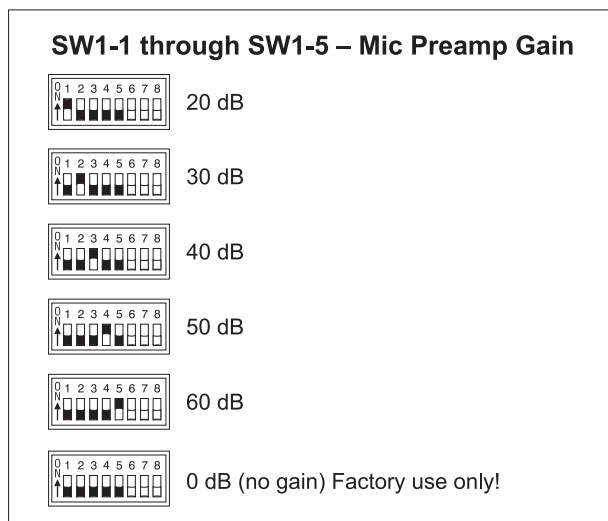 SW1-1 through SW1-5 – Mic Preamp Gain
ON 1 2 3 4 5 6 7 8
20 dB
ON 1 2 3 4 5 6 7 8
30 dB
ON 1 2 3 4 5 6 7 8
40 dB
ON 1 2 3 4 5 6 7 8
50 dB
ON 1 2 3 4 5 6 7 8
60 dB
ON 1 2 3 4 5 6 7 8
0 dB (no gain) Factory use only!